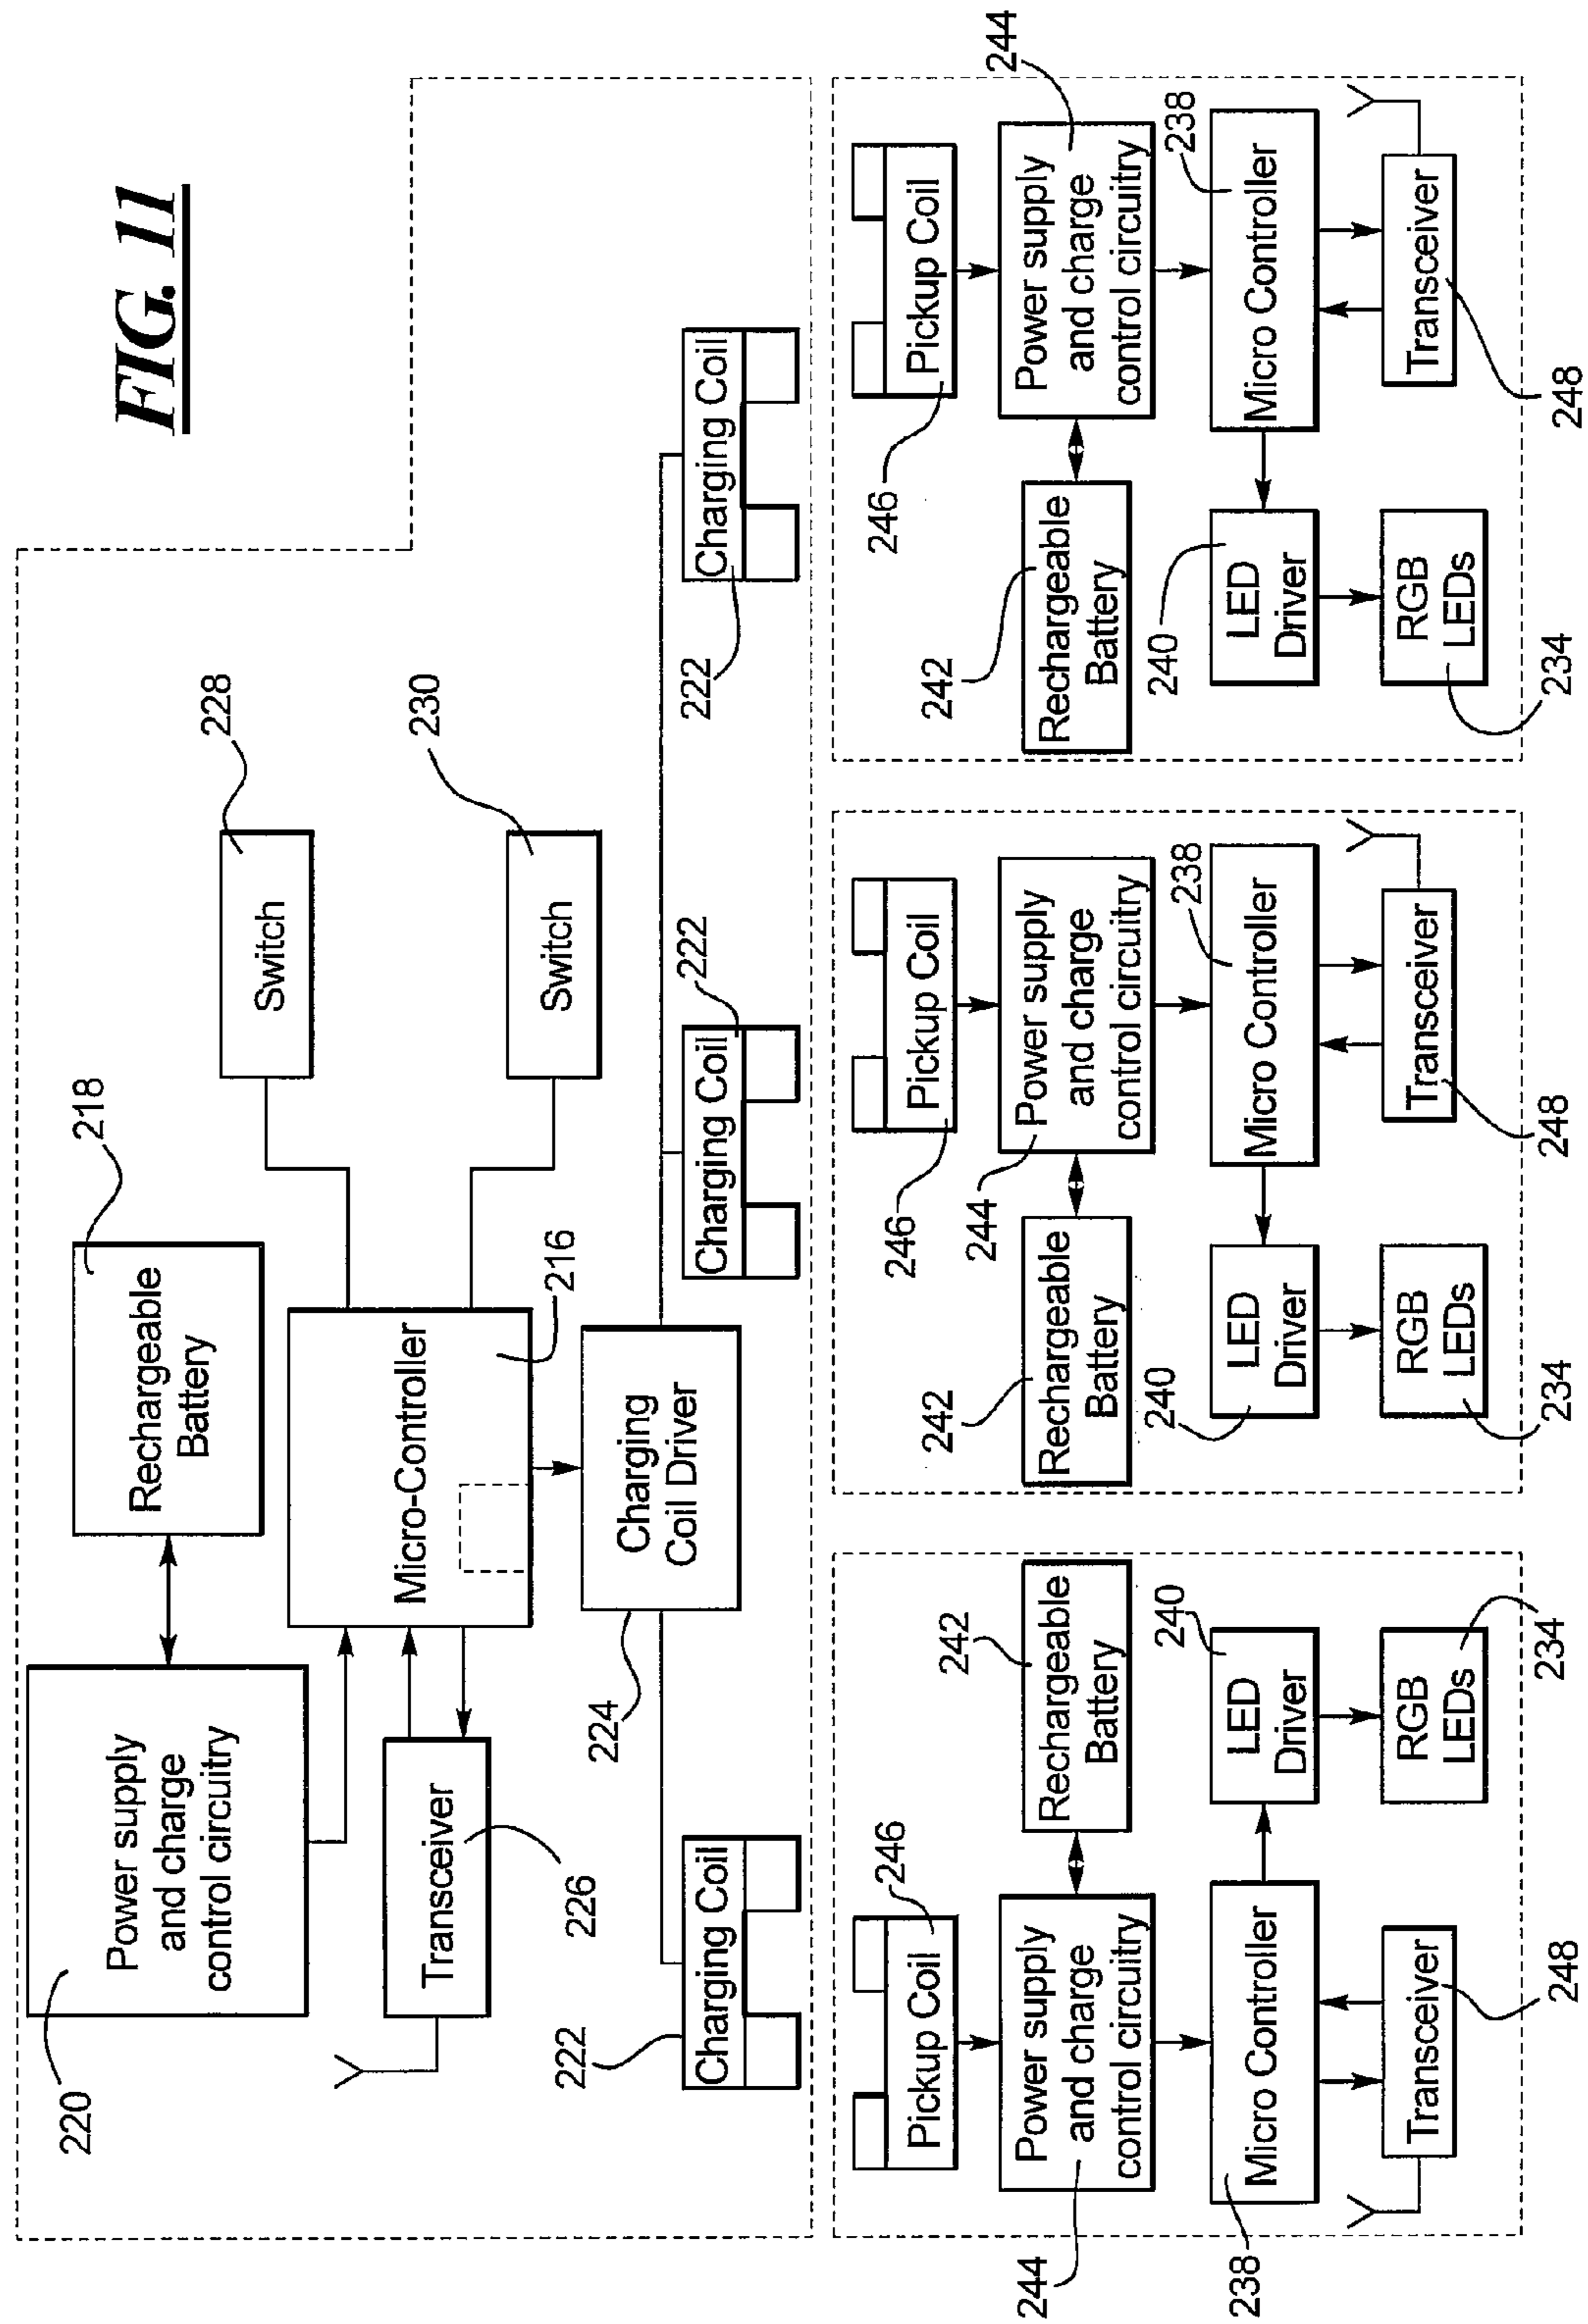 FIG. 11
220
Power supply
and charge
control circuitry
218
Rechargeable
Battery
228
Switch
Micro-Controller
216
Transceiver
226
230
Switch
224
Charging
Coil Driver
222
Charging Coil
222
Charging Coil
222
Charging Coil
246
Pickup Coil
244
Power supply
and charge
control circuitry
242
Rechargeable
Battery
238
Micro Controller
240
LED
Driver
248
Transceiver
RGB
LEDs
234
246
Pickup Coil
244
Power supply
and charge
control circuitry
242
Rechargeable
Battery
238
Micro Controller
240
LED
Driver
248
Transceiver
RGB
LEDs
234
246
Pickup Coil
244
Power supply
and charge
control circuitry
242
Rechargeable
Battery
238
Micro Controller
240
LED
Driver
248
Transceiver
RGB
LEDs
234